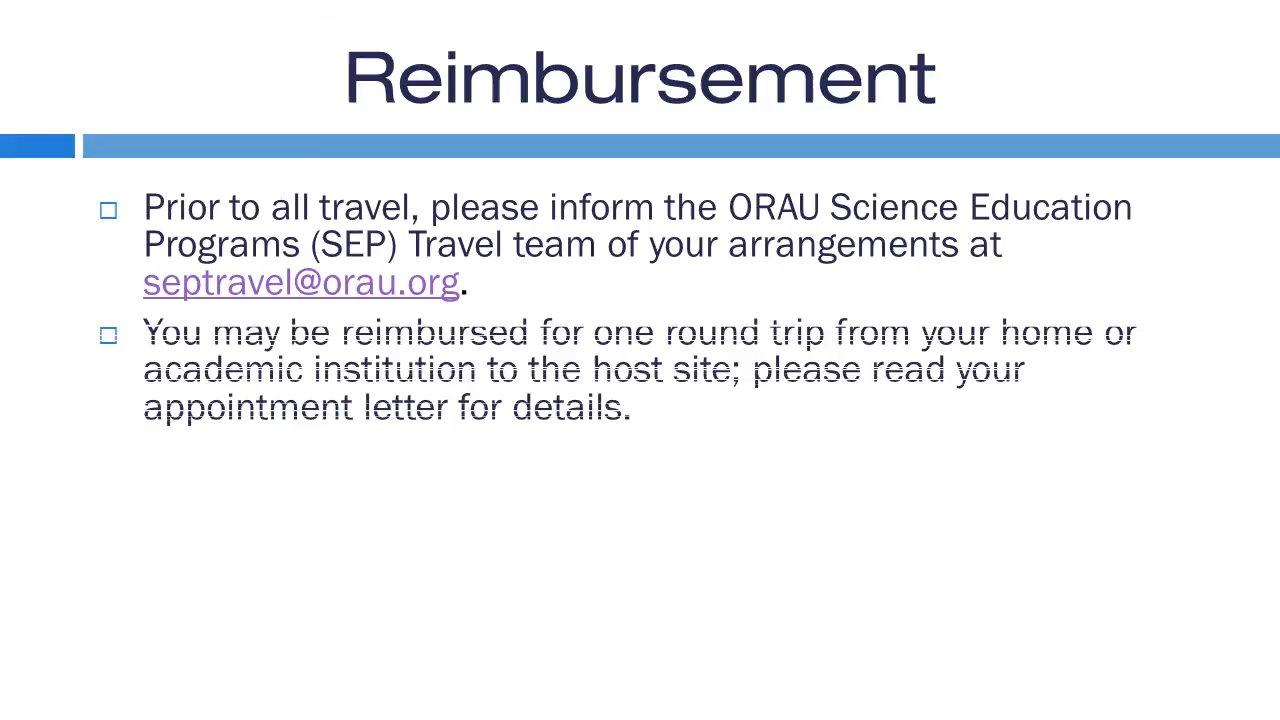 Reimbursement
Prior to all travel, please inform the ORAU Science Education
Programs (SEP) Travel team of your arrangements at
septravel@orau.org.
You may be reimbursed for one round trip from your home or
academic institution to the host site; please read your
appointment letter for details.